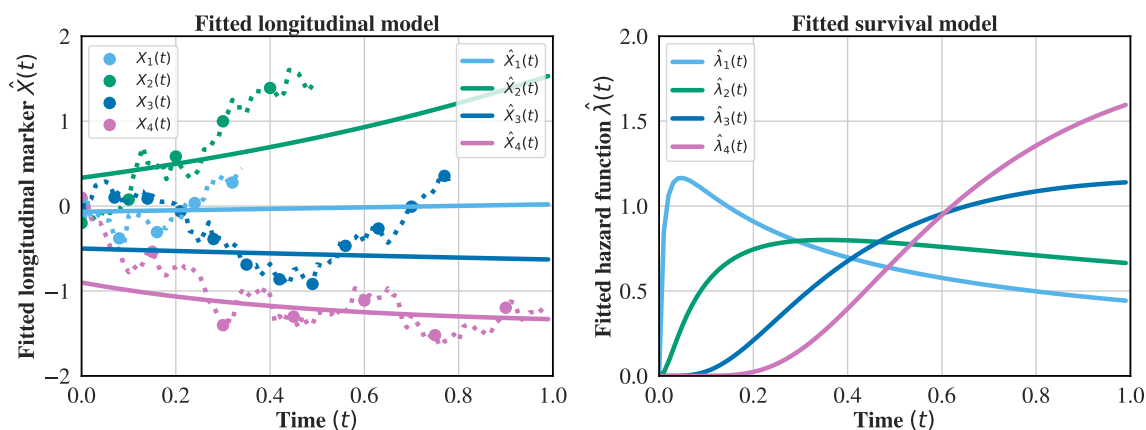 Fitted longitudinal model
Fitted longitudinal marker X̂(t)
2
1
0
−1
−2
X₁(t)
X₂(t)
X₃(t)
X₄(t)
X̂₁(t)
X̂₂(t)
X̂₃(t)
X̂₄(t)
0.0
0.2
0.4
0.6
0.8
1.0
Time (t)
Fitted survival model
Fitted hazard function λ̂(t)
2.0
1.5
1.0
0.5
0.0
λ̂₁(t)
λ̂₂(t)
λ̂₃(t)
λ̂₄(t)
0.0
0.2
0.4
0.6
0.8
1.0
Time (t)